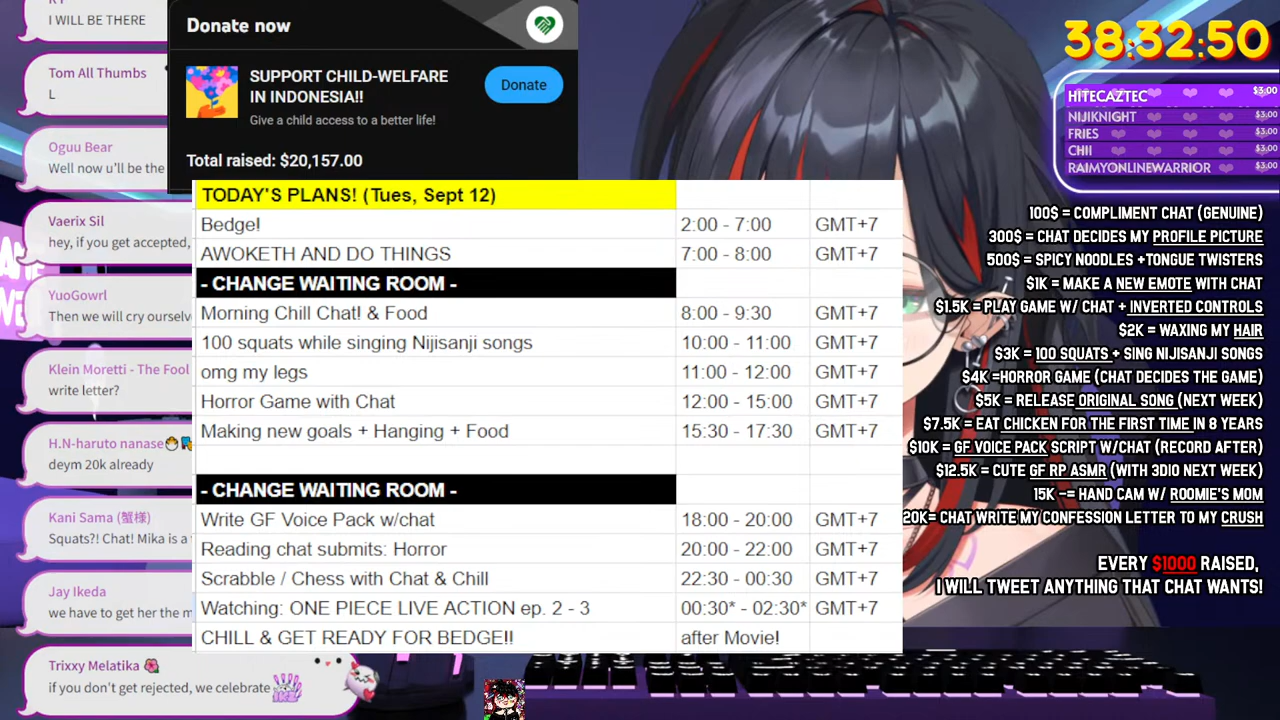 I WILL BE THERE
Tom All Thumbs
L
Oguu Bear
Well now u'll be the
Vaerix Sil
hey, if you get accepted,
YuoGowrl
Then we will cry ourselv
Klein Moretti - The Fool
write letter?
H.N-haruto nanase
deym 20k already
Kani Sama (蟹様)
Squats?! Chat! Mika is a
Jay Ikeda
we have to get her the m
Trixxy Melatika
if you don't get rejected, we celebrate
Donate now
SUPPORT CHILD-WELFARE
IN INDONESIA!!
Give a child access to a better life!
Donate
Total raised: $20,157.00
TODAY'S PLANS! (Tues, Sept 12)
Bedge! 2:00 - 7:00 GMT+7
AWOKETH AND DO THINGS 7:00 - 8:00 GMT+7
- CHANGE WAITING ROOM -
Morning Chill Chat! & Food 8:00 - 9:30 GMT+7
100 squats while singing Nijisanji songs 10:00 - 11:00 GMT+7
omg my legs 11:00 - 12:00 GMT+7
Horror Game with Chat 12:00 - 15:00 GMT+7
Making new goals + Hanging + Food 15:30 - 17:30 GMT+7
- CHANGE WAITING ROOM -
Write GF Voice Pack w/chat 18:00 - 20:00 GMT+7
Reading chat submits: Horror 20:00 - 22:00 GMT+7
Scrabble / Chess with Chat & Chill 22:30 - 00:30 GMT+7
Watching: ONE PIECE LIVE ACTION ep. 2 - 3 00:30* - 02:30* GMT+7
CHILL & GET READY FOR BEDGE!! after Movie!
38:32:50
HITECAZTEC $3.00
NIJIKNIGHT $3.00
FRIES $3.00
CHII $3.00
RAIMYONLINEWARRIOR $3.00
100$ = COMPLIMENT CHAT (GENUINE)
300$ = CHAT DECIDES MY PROFILE PICTURE
500$ = SPICY NOODLES +TONGUE TWISTERS
$1K = MAKE A NEW EMOTE WITH CHAT
$1.5K = PLAY GAME W/ CHAT + INVERTED CONTROLS
$2K = WAXING MY HAIR
$3K = 100 SQUATS + SING NIJISANJI SONGS
$4K =HORROR GAME (CHAT DECIDES THE GAME)
$5K = RELEASE ORIGINAL SONG (NEXT WEEK)
$7.5K = EAT CHICKEN FOR THE FIRST TIME IN 8 YEARS
$10K = GF VOICE PACK SCRIPT W/CHAT (RECORD AFTER)
$12.5K = CUTE GF RP ASMR (WITH 3DIO NEXT WEEK)
15K -= HAND CAM W/ ROOMIE'S MOM
20K= CHAT WRITE MY CONFESSION LETTER TO MY CRUSH
EVERY $1000 RAISED,
I WILL TWEET ANYTHING THAT CHAT WANTS!